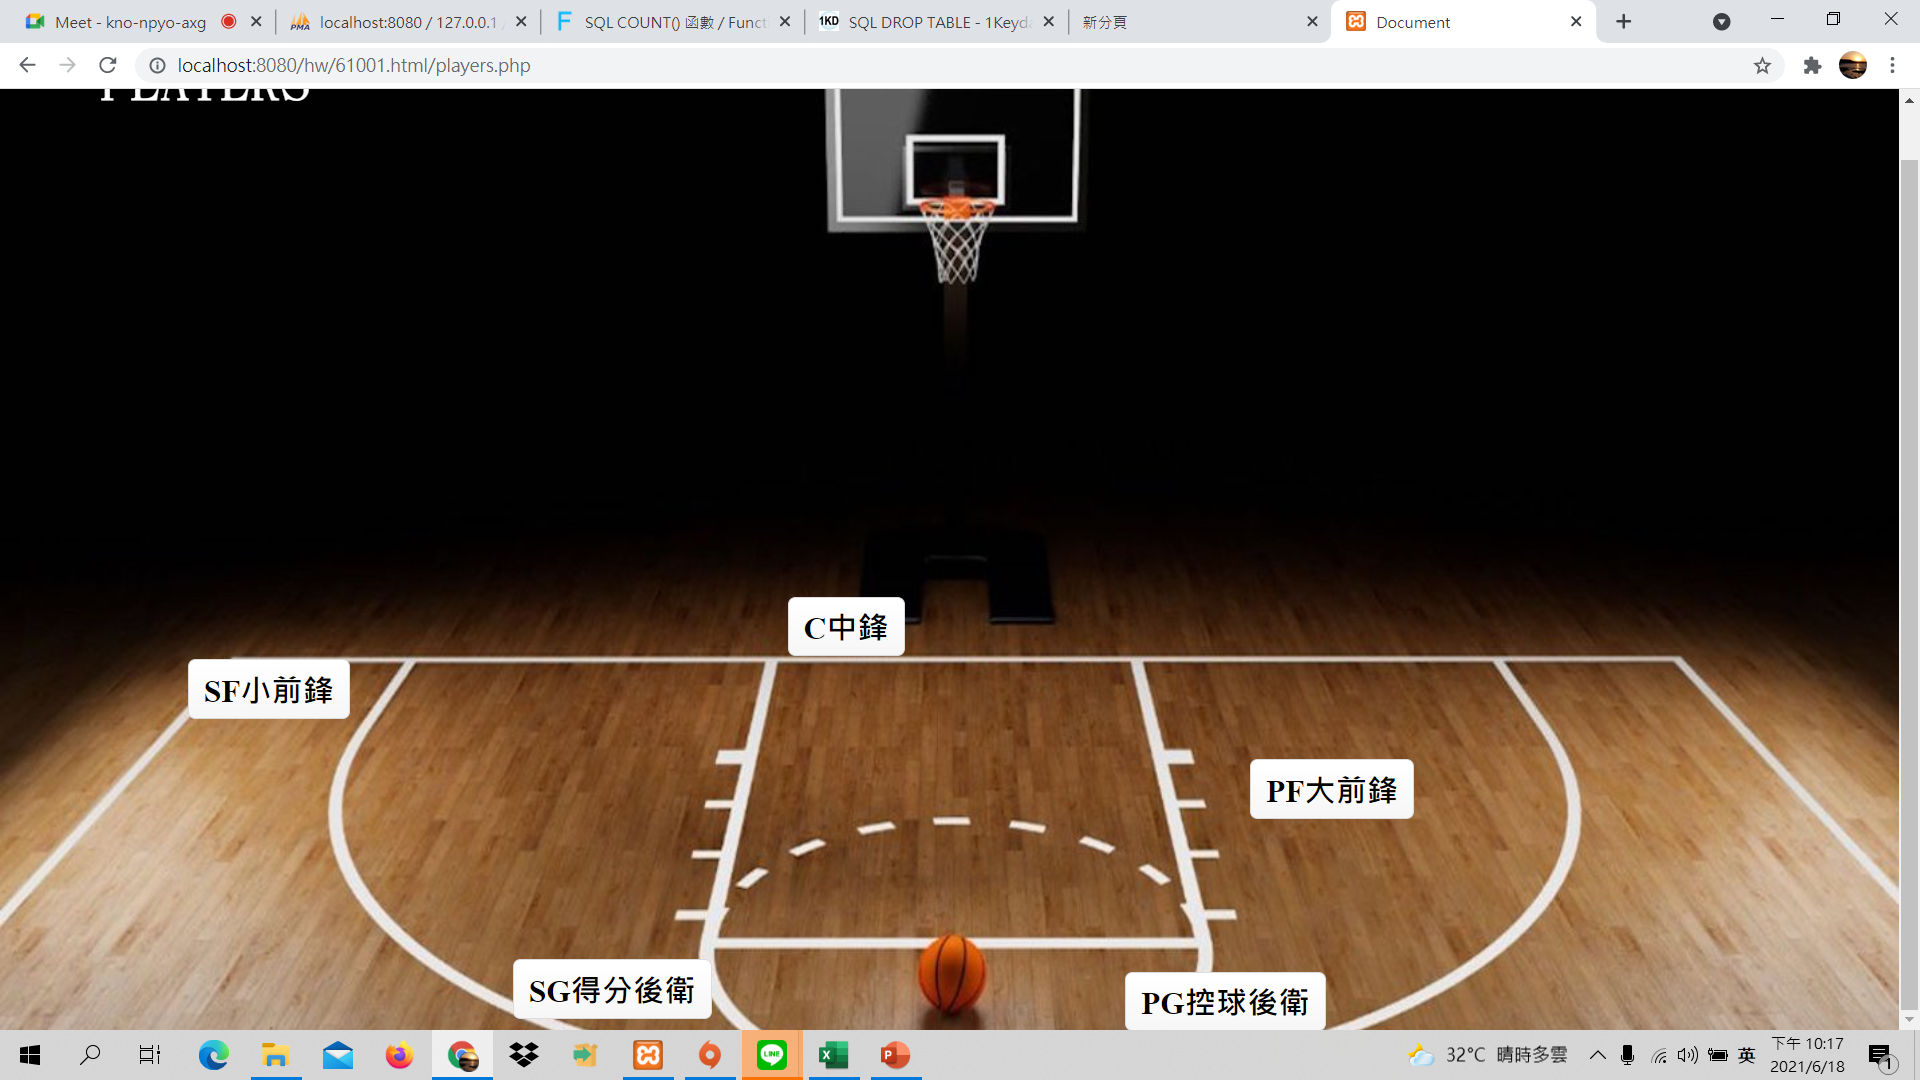 Meet - kno-npyo-axg
localhost:8080 / 127.0.0.1
SQL COUNT() 函數 / Funct
SQL DROP TABLE - 1Keyda
新分頁
Document
localhost:8080/hw/61001.html/players.php
PLAYERS
C中鋒
SF小前鋒
PF大前鋒
SG得分後衛
PG控球後衛
32°C 晴時多雲
英
下午 10:17
2021/6/18
1